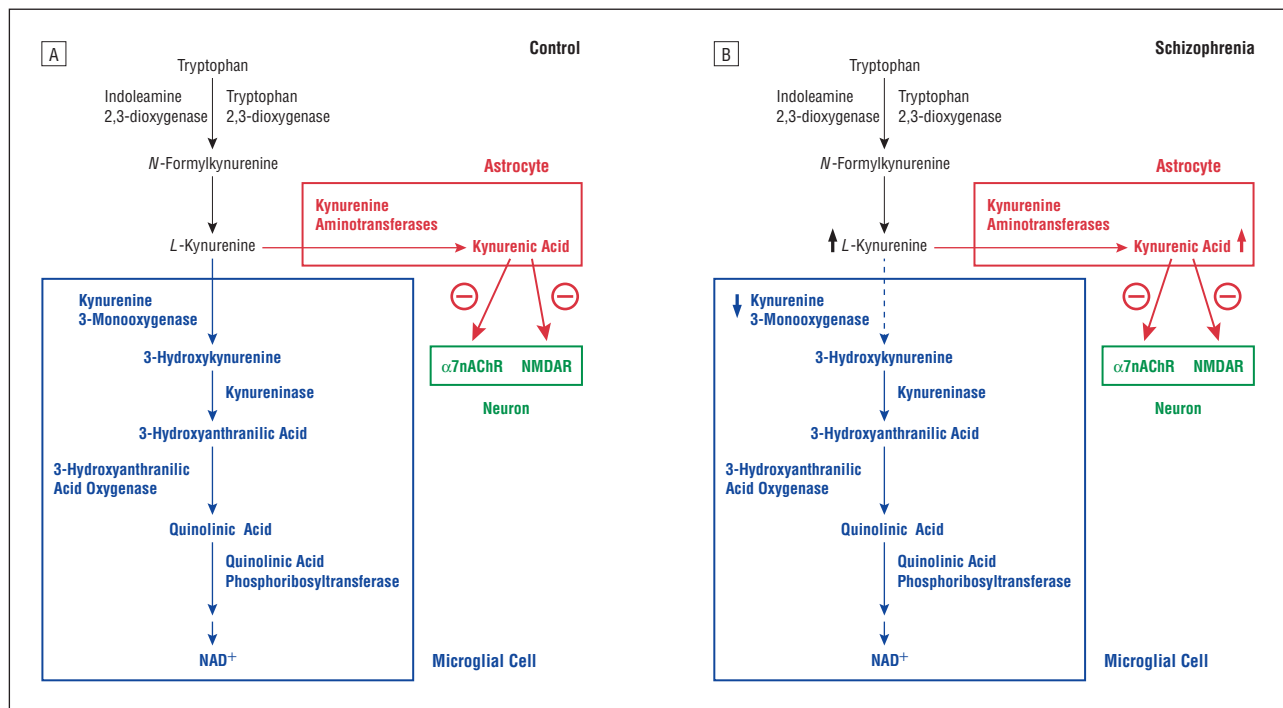 A
Control
Tryptophan
Indoleamine
2,3-dioxygenase
Tryptophan
2,3-dioxygenase
N-Formylkynurenine
Astrocyte
Kynurenine
Aminotransferases
L-Kynurenine
Kynurenic Acid
Kynurenine
3-Monooxygenase
3-Hydroxykynurenine
α7nAChR NMDAR
Kynureninase
Neuron
3-Hydroxyanthranilic Acid
3-Hydroxyanthranilic
Acid Oxygenase
Quinolinic Acid
Quinolinic Acid
Phosphoribosyltransferase
NAD+
Microglial Cell
B
Schizophrenia
Tryptophan
Indoleamine
2,3-dioxygenase
Tryptophan
2,3-dioxygenase
N-Formylkynurenine
Astrocyte
Kynurenine
Aminotransferases
L-Kynurenine
Kynurenic Acid
Kynurenine
3-Monooxygenase
3-Hydroxykynurenine
α7nAChR NMDAR
Kynureninase
Neuron
3-Hydroxyanthranilic Acid
3-Hydroxyanthranilic
Acid Oxygenase
Quinolinic Acid
Quinolinic Acid
Phosphoribosyltransferase
NAD+
Microglial Cell